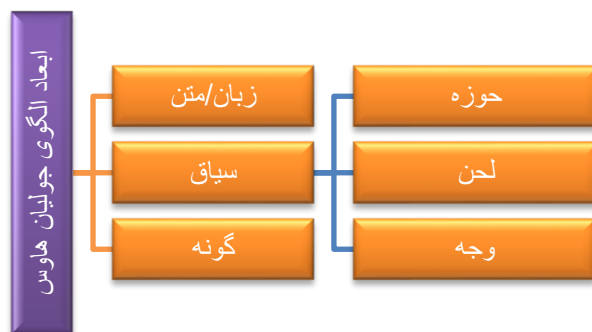 ابعاد الگوی جولیان هاوس
زبان/متن
سیاق
گونه
حوزه
لحن
وجه